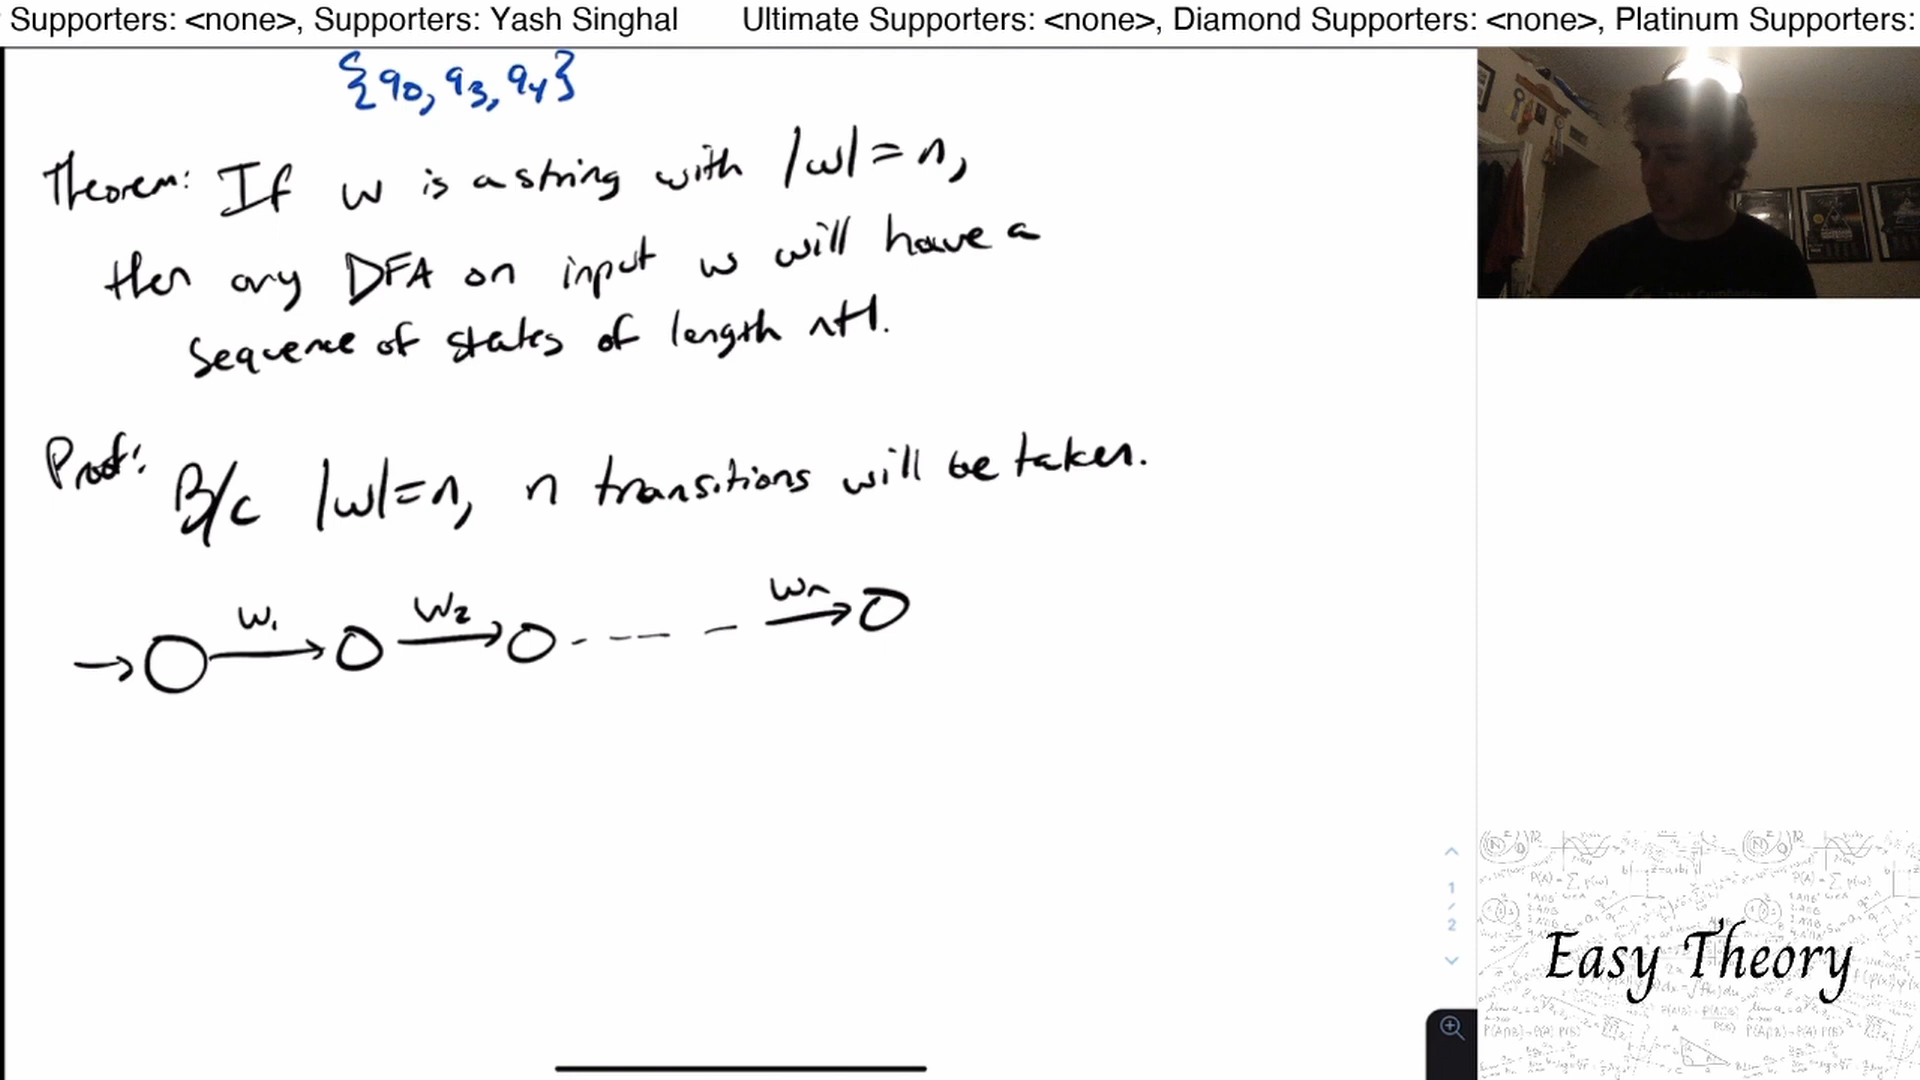 Supporters: <none>, Supporters: Yash Singhal Ultimate Supporters: <none>, Diamond Supporters: <none>, Platinum Supporters:
{q0, q3, q4}
Theorem: If w is a string with |w| = n,
then any DFA on input w will have a
sequence of states of length n+1.
Proof: B/c |w| = n, n transitions will be taken.
w1 w2 wn
1
2
Easy Theory